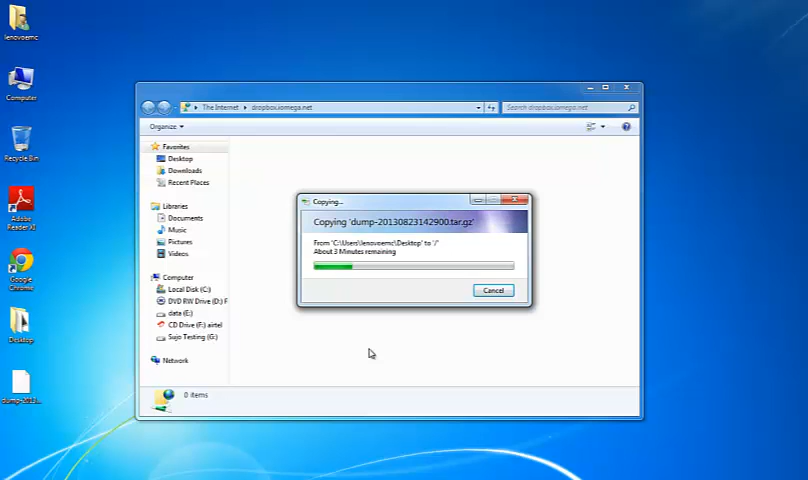 lenovoemc
Computer
Recycle Bin
Adobe
Reader XI
Google
Chrome
Desktop
The Internet
dropbox.iomega.net
Search dropbox.iomega.net
Organize
Favorites
Desktop
Downloads
Recent Places
Libraries
Documents
Music
Pictures
Videos
Computer
Local Disk (C:)
DVD RW Drive (D:) F
data (E:)
CD Drive (F:) airtel
Sujo Testing (G:)
Network
0 items
Copying...
Copying 'dump-20130823142900.tar.gz'
From 'C:\Users\lenovoemc\Desktop' to '/'
About 3 Minutes remaining
Cancel